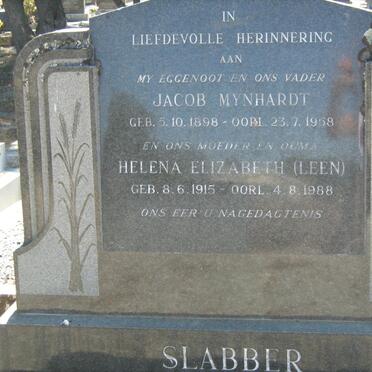 IN
LIEFDEVOLLE HERINNERING
AAN
MY EGGENOOT EN ONS VADER
JACOB MYNHARDT
GEB. 5.10.1898 - OORL. 23.7.1958
EN ONS MOEDER EN OUMA
HELENA ELIZABETH (LEEN)
GEB. 8.6.1915 - OORL. 4.8.1988
ONS EER U NAGEDAGTENIS
SLABBER